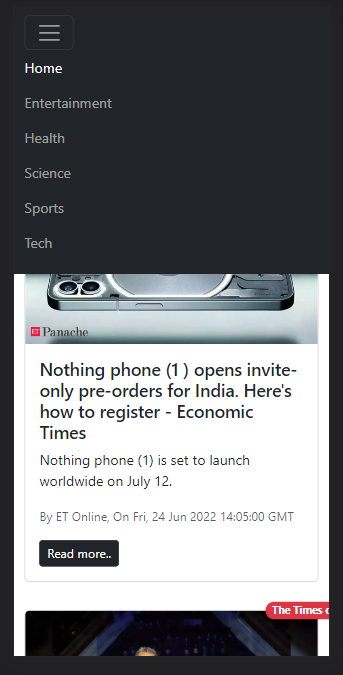 Home
Entertainment
Health
Science
Sports
Tech
ET Panache
Nothing phone (1 ) opens invite-
only pre-orders for India. Here's
how to register - Economic
Times
Nothing phone (1) is set to launch
worldwide on July 12.
By ET Online, On Fri, 24 Jun 2022 14:05:00 GMT
Read more..
The Times o